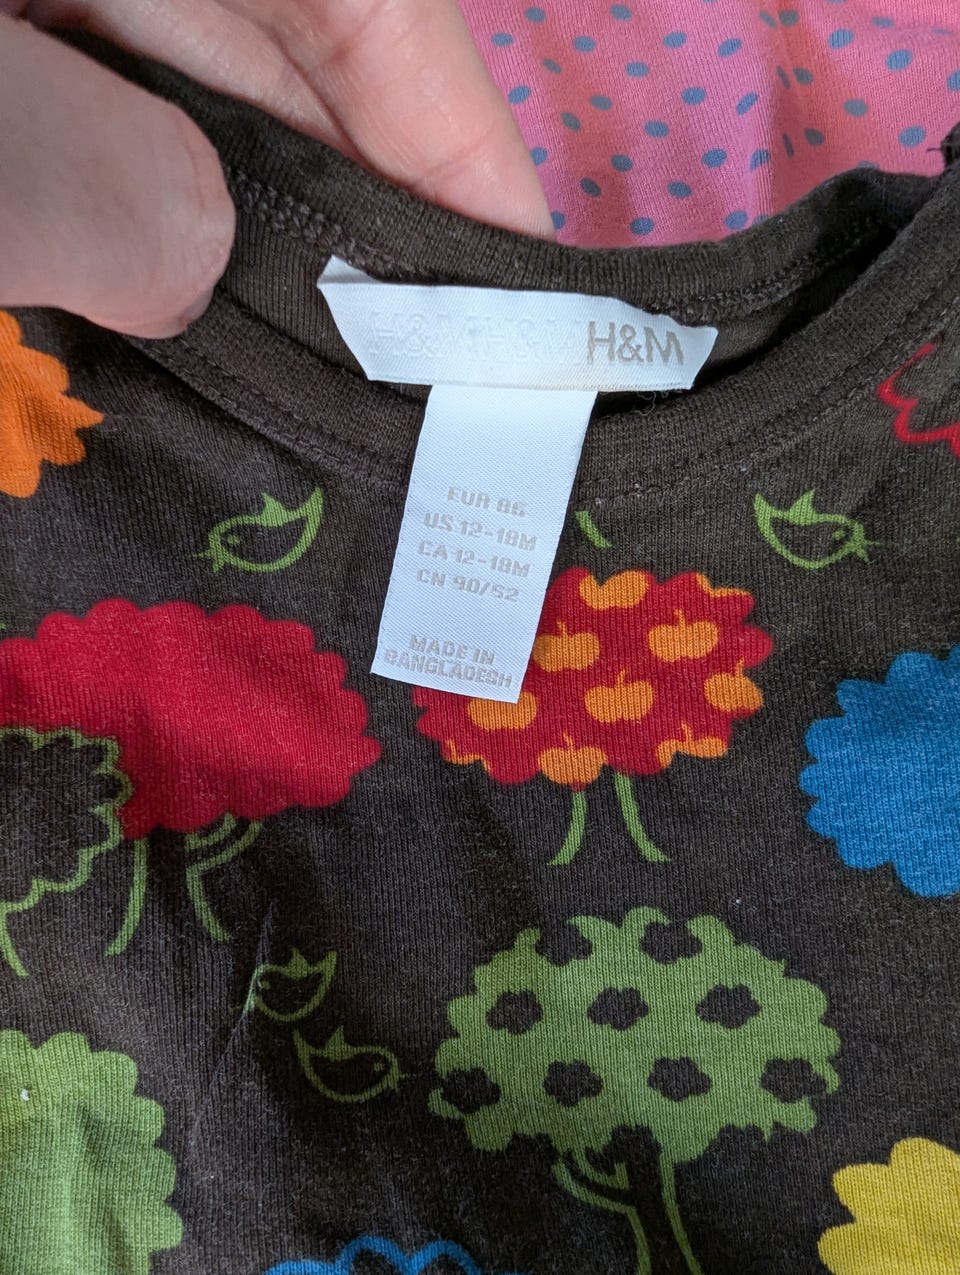 H&M H&M H&M
EUR 86
US 12-18M
CA 12-18M
CN 90/52
MADE IN
BANGLADESH